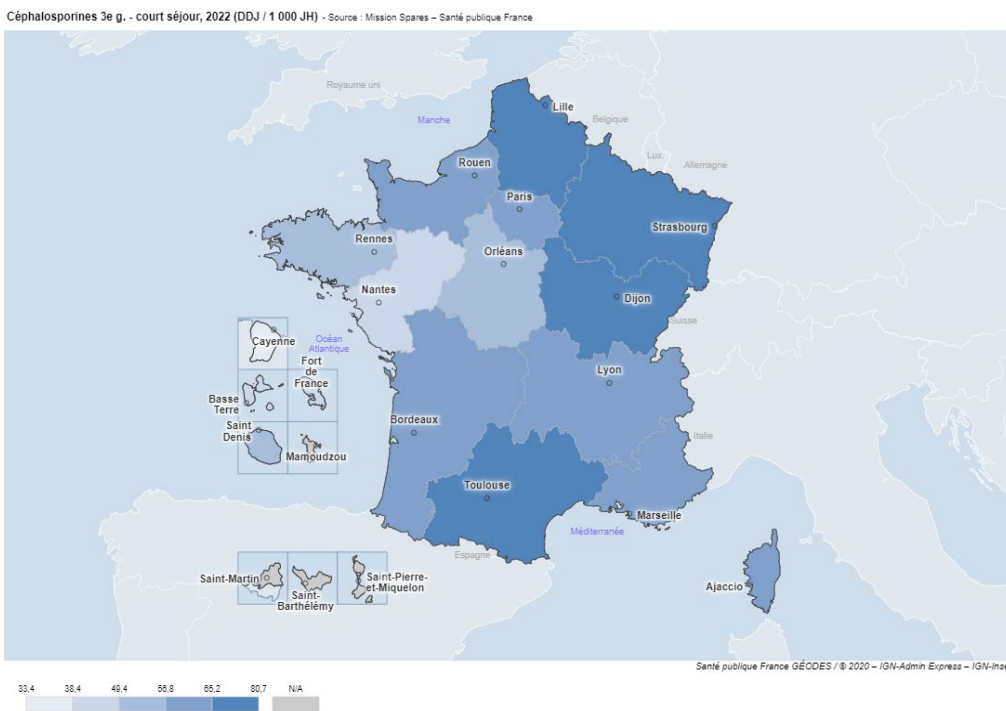 Céphalosporines 3e g. - court séjour, 2022 (DDJ / 1 000 JH) - Source : Mission Spares – Santé publique France
Royaume uni
Lille
Manche
Belgique
Lux.
Allemagne
Rouen
Paris
Strasbourg
Rennes
Orléans
Nantes
Dijon
Suisse
Océan
Atlantique
Cayenne
Fort
de
France
Lyon
Basse
Terre
Saint
Denis
Bordeaux
Italie
Mamoudzou
Toulouse
Marseille
Méditerranée
Espagne
Saint-Martin
Saint-
Barthélémy
Saint-Pierre-
et-Miquelon
Ajaccio
Santé publique France GÉODES / © 2020 – IGN-Admin Express – IGN-Inse
33,4 38,4 49,4 56,8 65,2 80,7 N/A